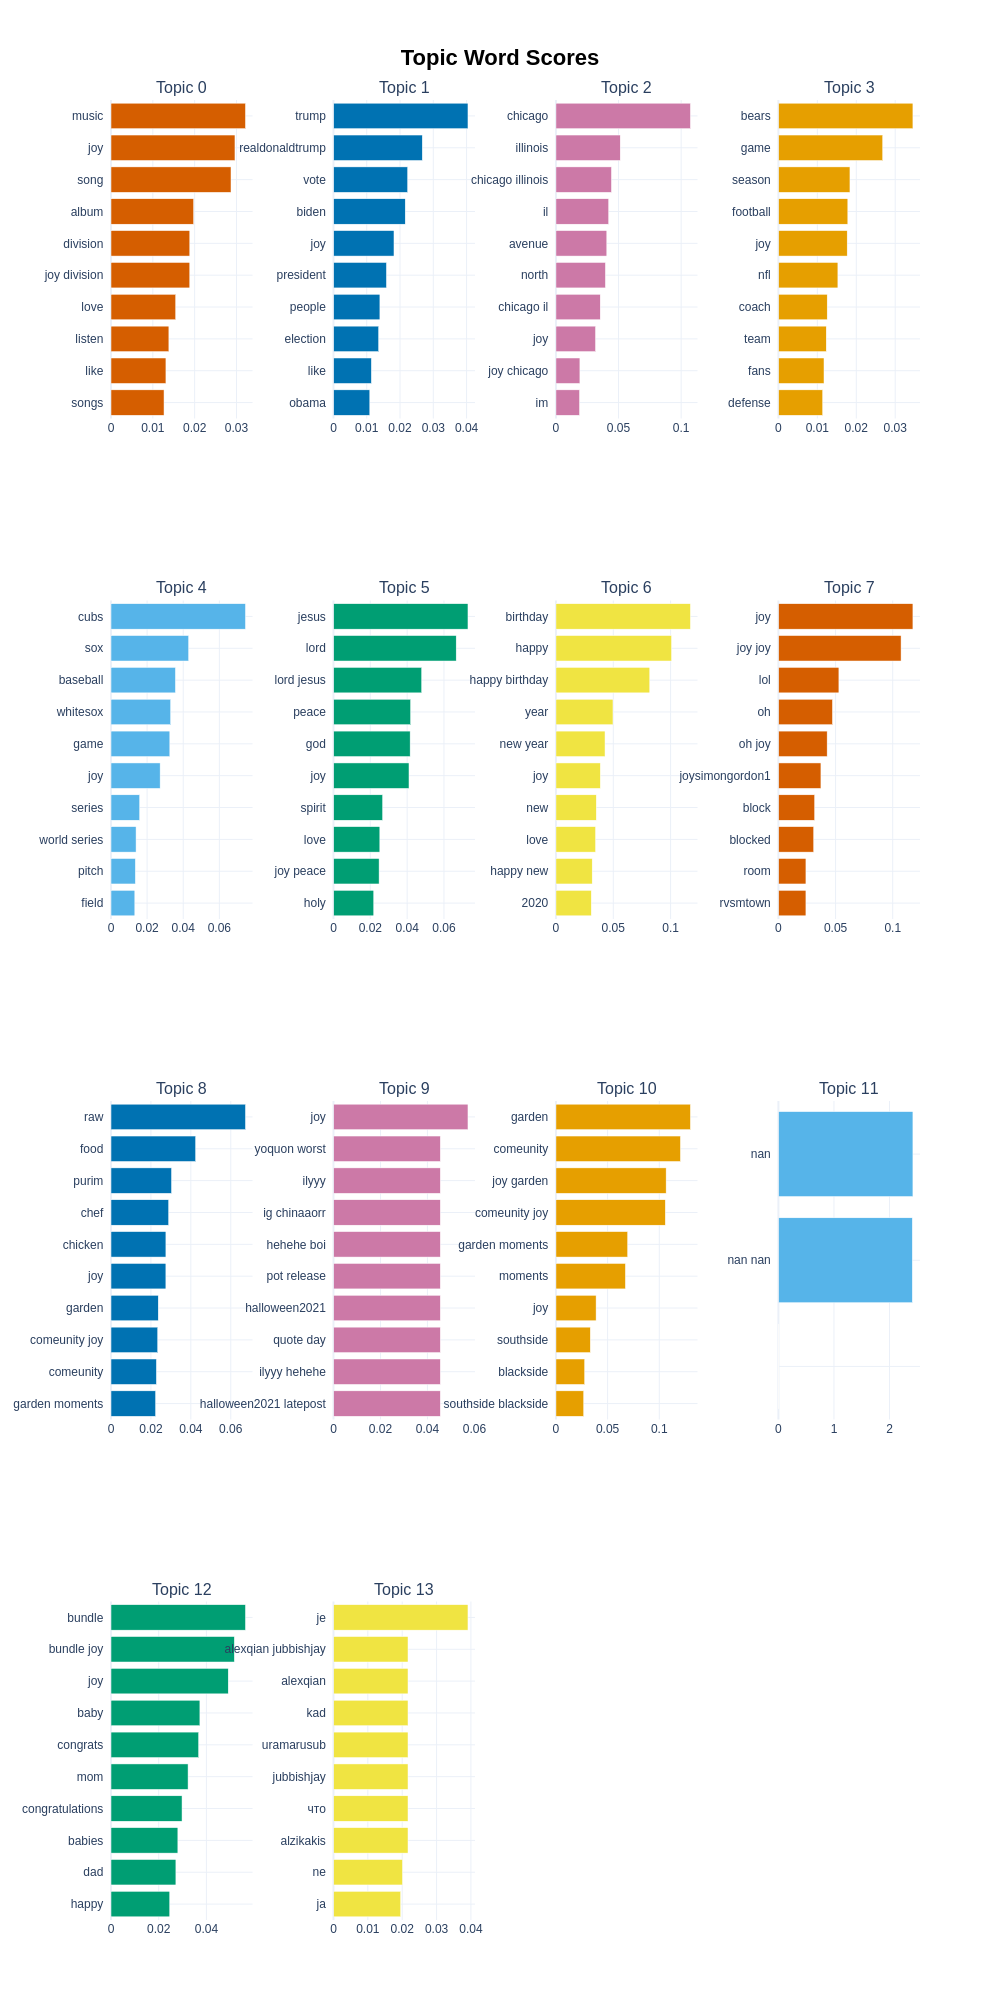 Topic Word Scores
Topic 0
music
joy
song
album
division
joy division
love
listen
like
songs
0 0.01 0.02 0.03
Topic 1
trump
realdonaldtrump
vote
biden
joy
president
people
election
like
obama
0 0.01 0.02 0.03 0.04
Topic 2
chicago
illinois
chicago illinois
il
avenue
north
chicago il
joy
joy chicago
im
0 0.05 0.1
Topic 3
bears
game
season
football
joy
nfl
coach
team
fans
defense
0 0.01 0.02 0.03
Topic 4
cubs
sox
baseball
whitesox
game
joy
series
world series
pitch
field
0 0.02 0.04 0.06
Topic 5
jesus
lord
lord jesus
peace
god
joy
spirit
love
joy peace
holy
0 0.02 0.04 0.06
Topic 6
birthday
happy
happy birthday
year
new year
joy
new
love
happy new
2020
0 0.05 0.1
Topic 7
joy
joy joy
lol
oh
oh joy
joysimongordon1
block
blocked
room
rvsmtown
0 0.05 0.1
Topic 8
raw
food
purim
chef
chicken
joy
garden
comeunity joy
comeunity
garden moments
0 0.02 0.04 0.06
Topic 9
joy
yoquon worst
ilyyy
ig chinaaorr
hehehe boi
pot release
halloween2021
quote day
ilyyy hehehe
halloween2021 latepost
0 0.02 0.04 0.06
Topic 10
garden
comeunity
joy garden
comeunity joy
garden moments
moments
joy
southside
blackside
southside blackside
0 0.05 0.1
Topic 11
nan
nan nan
0 1 2
Topic 12
bundle
bundle joy
joy
baby
congrats
mom
congratulations
babies
dad
happy
0 0.02 0.04
Topic 13
je
alexqian jubbishjay
alexqian
kad
uramarusub
jubbishjay
что
alzikakis
ne
ja
0 0.01 0.02 0.03 0.04